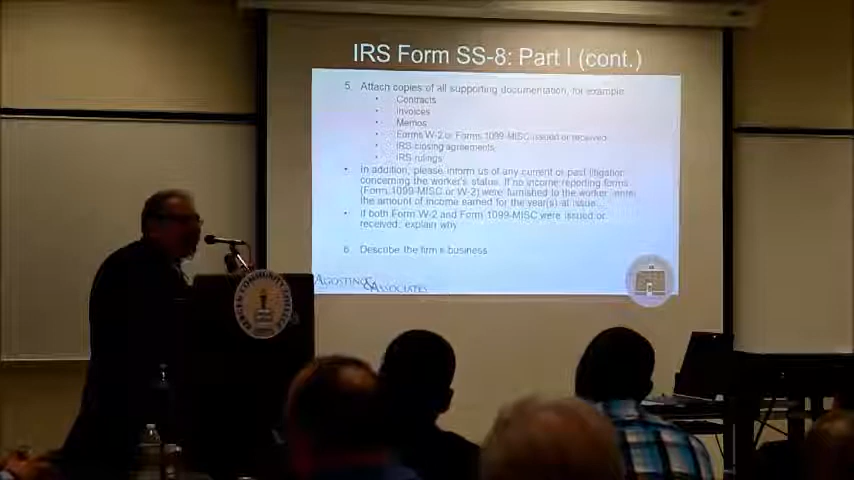 IRS Form SS-8: Part I (cont.)
5. Attach copies of all supporting documentation, for example:
• Contracts
• Invoices
• Memos
• Forms W-2 or Forms 1099-MISC issued or received
• IRS closing agreements
• IRS rulings
• In addition, please inform us of any current or past litigation
concerning the worker's status. If no income reporting forms
(Form 1099-MISC or W-2) were furnished to the worker, enter
the amount of income earned for the year(s) at issue...
• If both Form W-2 and Form 1099-MISC were issued or
received, explain why.
6. Describe the firm's business
AGOSTINO & ASSOCIATES
BERGEN COMMUNITY COLLEGE